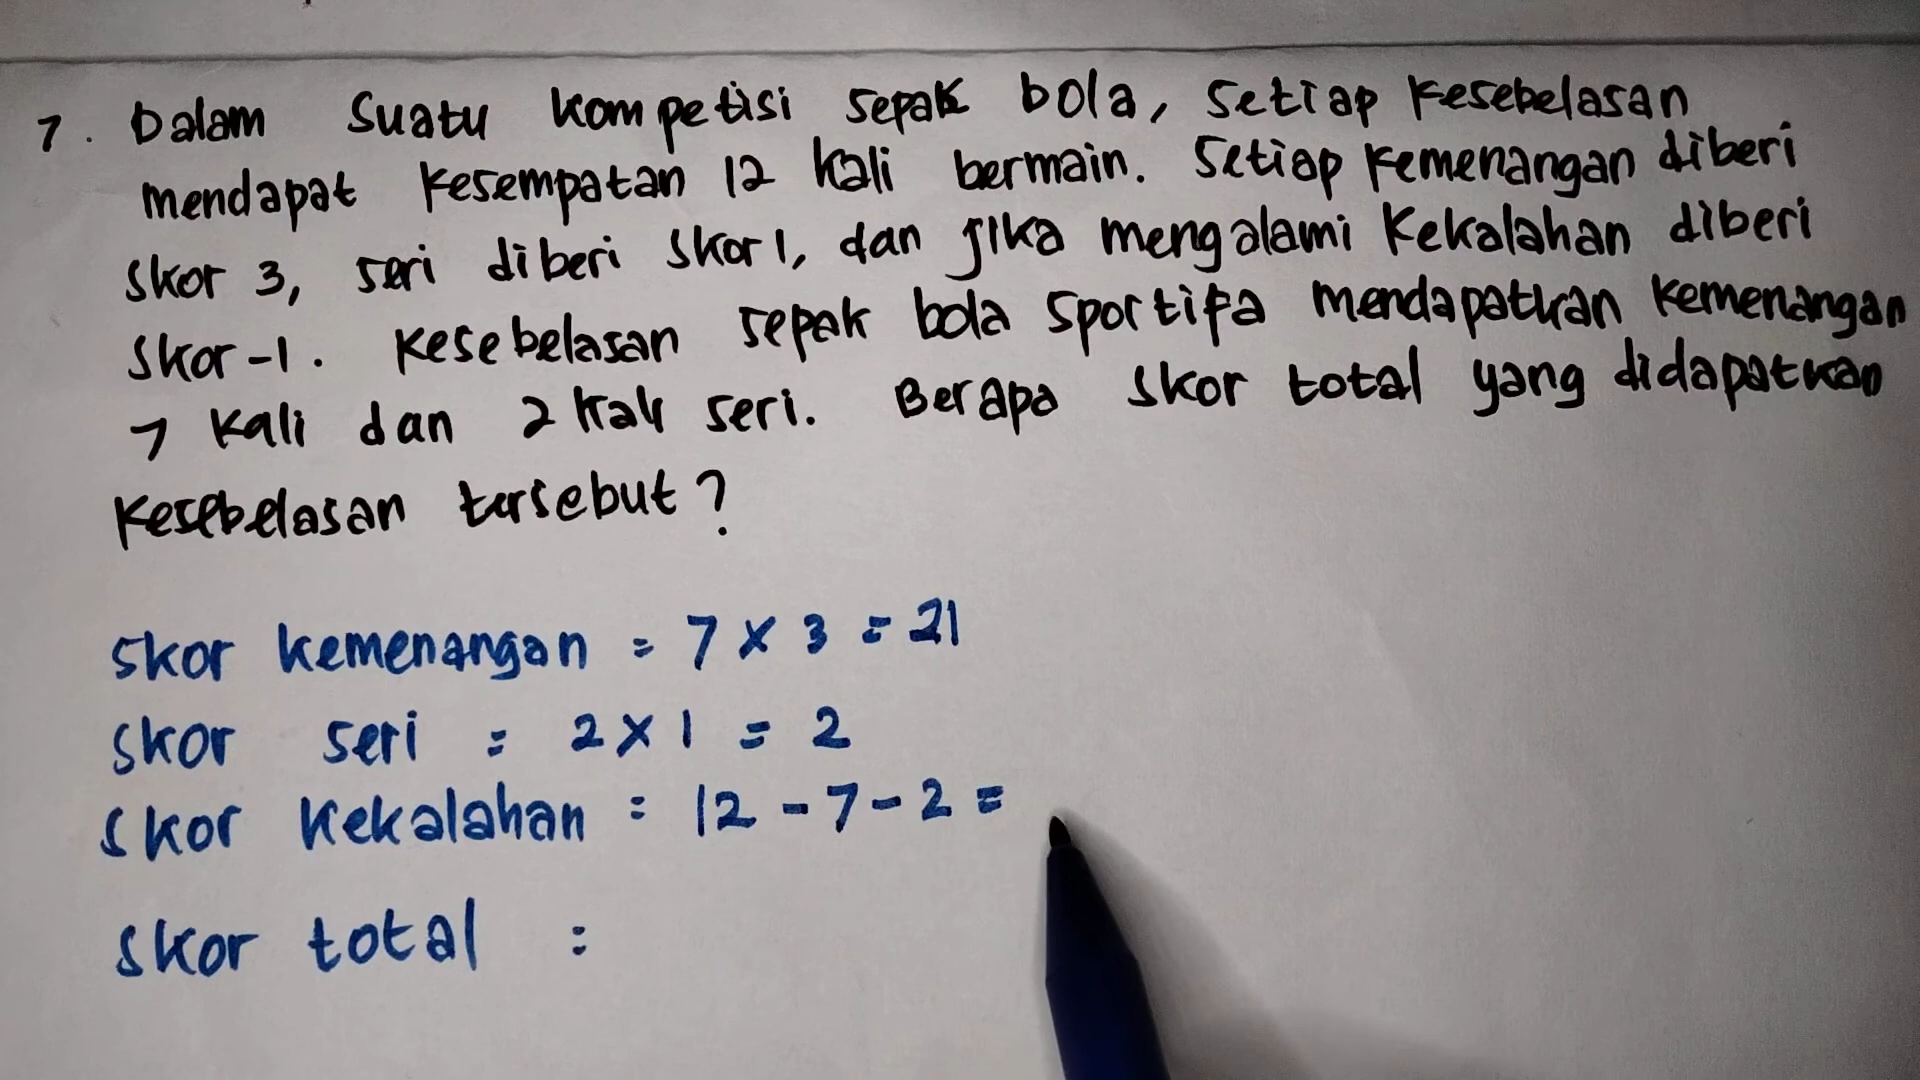 7. Dalam suatu kompetisi sepak bola, setiap kesebelasan
mendapat kesempatan 12 kali bermain. Setiap kemenangan diberi
skor 3, seri diberi skor 1, dan jika mengalami kekalahan diberi
skor -1. Kesebelasan sepak bola sportifa mendapatkan kemenangan
7 kali dan 2 kali seri. Berapa skor total yang didapatkan
kesebelasan tersebut?
skor kemenangan = 7 x 3 = 21
skor seri = 2 x 1 = 2
skor kekalahan = 12 - 7 - 2 =
skor total :